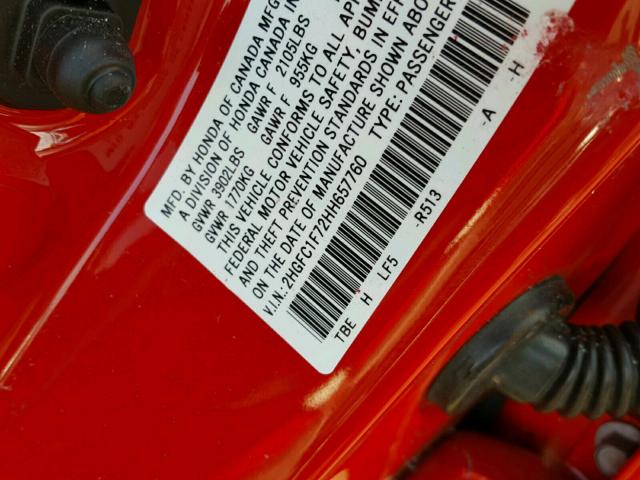 MFD. BY HONDA OF CANADA MFG
A DIVISION OF HONDA CANADA IN
GVWR 3902LBS GAWR F 2105LBS
GVWR 1770KG GAWR F 955KG
THIS VEHICLE CONFORMS TO ALL APP
FEDERAL MOTOR VEHICLE SAFETY, BUM
AND THEFT PREVENTION STANDARDS IN EFF
ON THE DATE OF MANUFACTURE SHOWN ABO
V.I.N.: 2HGFC1F72HH657760 TYPE: PASSENGER
TBE H LF5 -R513 -A -H